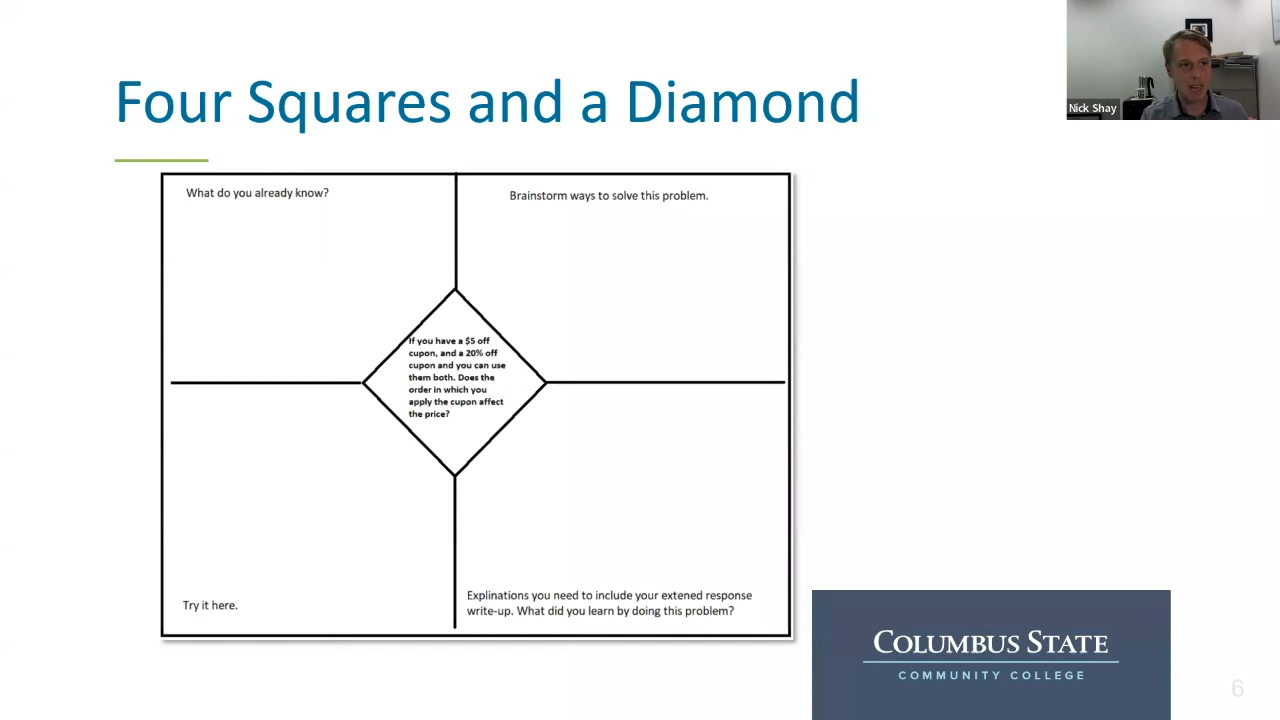 Four Squares and a Diamond
Nick Shay
What do you already know?
Brainstorm ways to solve this problem.
If you have a $5 off
cupon, and a 20% off
cupon and you can use
them both. Does the
order in which you
apply the cupon affect
the price?
Try it here.
Explinations you need to include your extened response
write-up. What did you learn by doing this problem?
COLUMBUS STATE
COMMUNITY COLLEGE
6